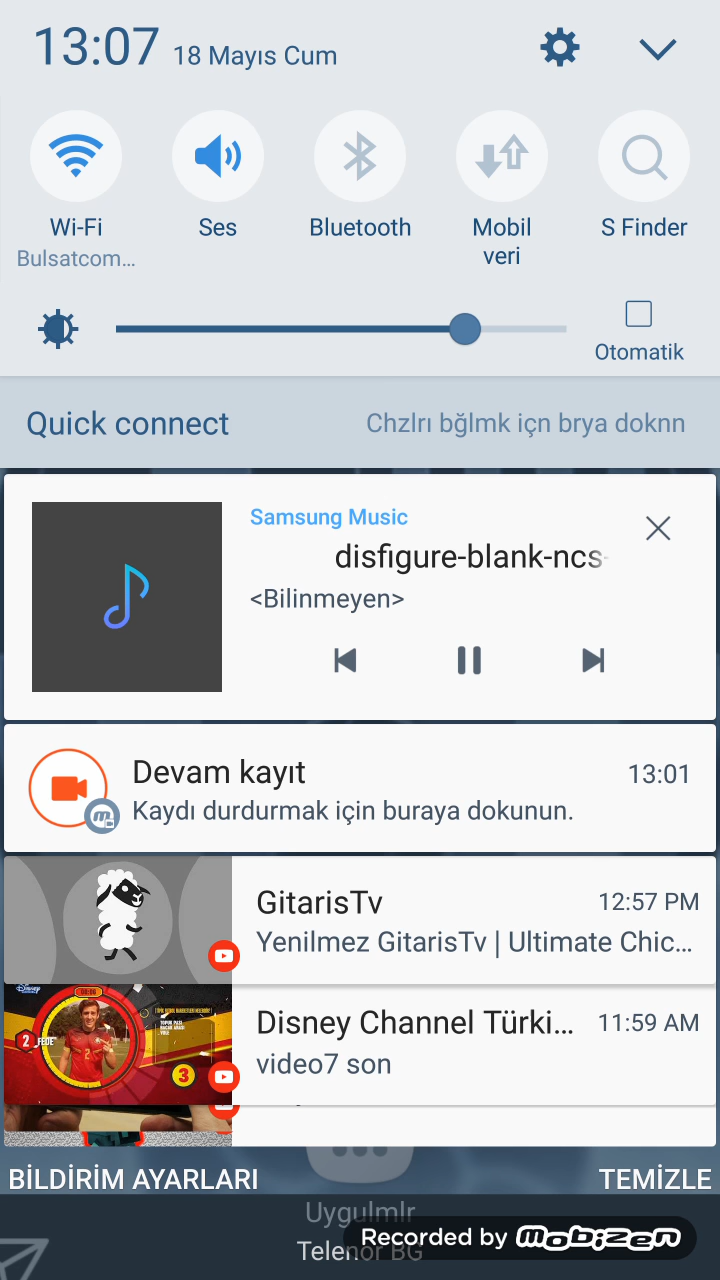 13:07 18 Mayıs Cum
Wi-Fi
Bulsatcom...
Ses
Bluetooth
Mobil
veri
S Finder
Otomatik
Quick connect
Chzlrı bğlmk içn brya doknn
Samsung Music
disfigure-blank-ncs-
<Bilinmeyen>
Devam kayıt
13:01
Kaydı durdurmak için buraya dokunun.
GitarisTv
12:57 PM
Yenilmez GitarisTv | Ultimate Chic...
Disney Channel Türki...
11:59 AM
video7 son
2 FEDE
3
BİLDİRİM AYARLARI
TEMİZLE
Uygulmlr
Telenor BG
Recorded by mobizen